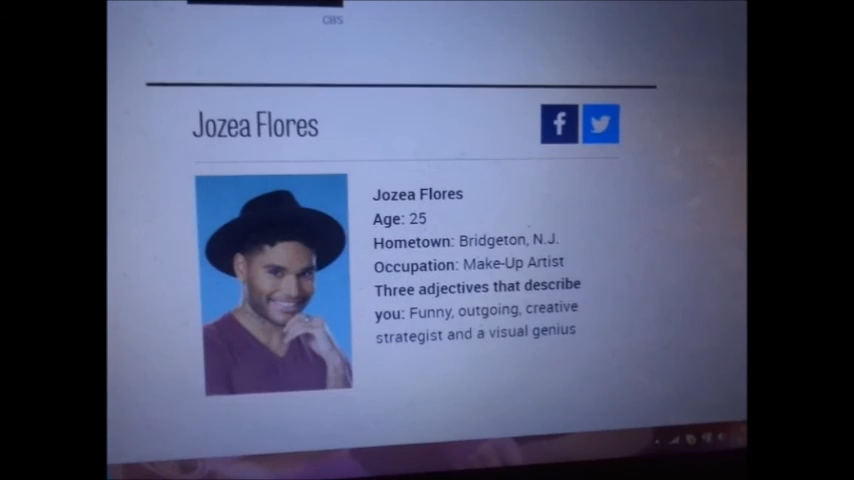 CBS
Jozea Flores
f
Jozea Flores
Age: 25
Hometown: Bridgeton, N.J.
Occupation: Make-Up Artist
Three adjectives that describe
you: Funny, outgoing, creative
strategist and a visual genius